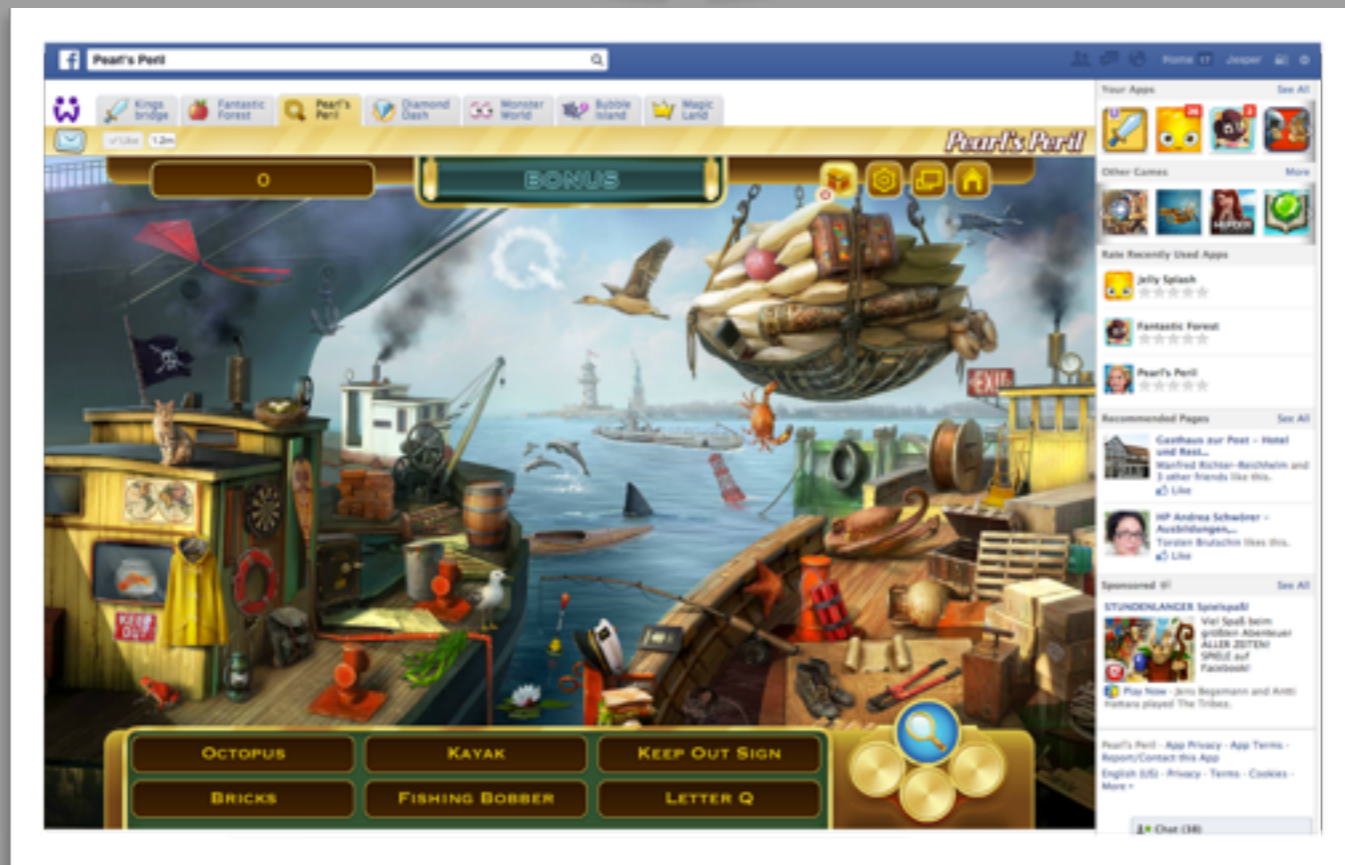 Pearl's Peril
Home 17 Jesper
Kings
bridge
Fantastic
Forest
Pearl's
Peril
Diamond
Dash
Monster
World
Bubble
Island
Magic
Land
Like 1.2m
Pearl's Peril
0
BONUS
EXIT
KEEP
OUT
Q
OCTOPUS
KAYAK
KEEP OUT SIGN
BRICKS
FISHING BOBBER
LETTER Q
Your Apps See All
Other Games More
MURDER
Rate Recently Used Apps
Jelly Splash
Fantastic Forest
Pearl's Peril
Recommended Pages See All
Gasthaus zur Post - Hotel
und Rest...
Manfred Richter-Reichhelm and
3 other friends like this.
Like
HP Andrea Schwörer -
Ausbildungen...
Torsten Brutschin likes this.
Like
Sponsored See All
STUNDENLANGER Spielspaß!
Viel Spaß beim
größten Abenteuer
ALLER ZEITEN!
SPIELE auf
Facebook!
Play Now - Jens Begemann and Antti
Hattara played The Tribez.
Pearl's Peril - App Privacy - App Terms -
Report/Contact this App
English (US) - Privacy - Terms - Cookies -
More
Chat (38)